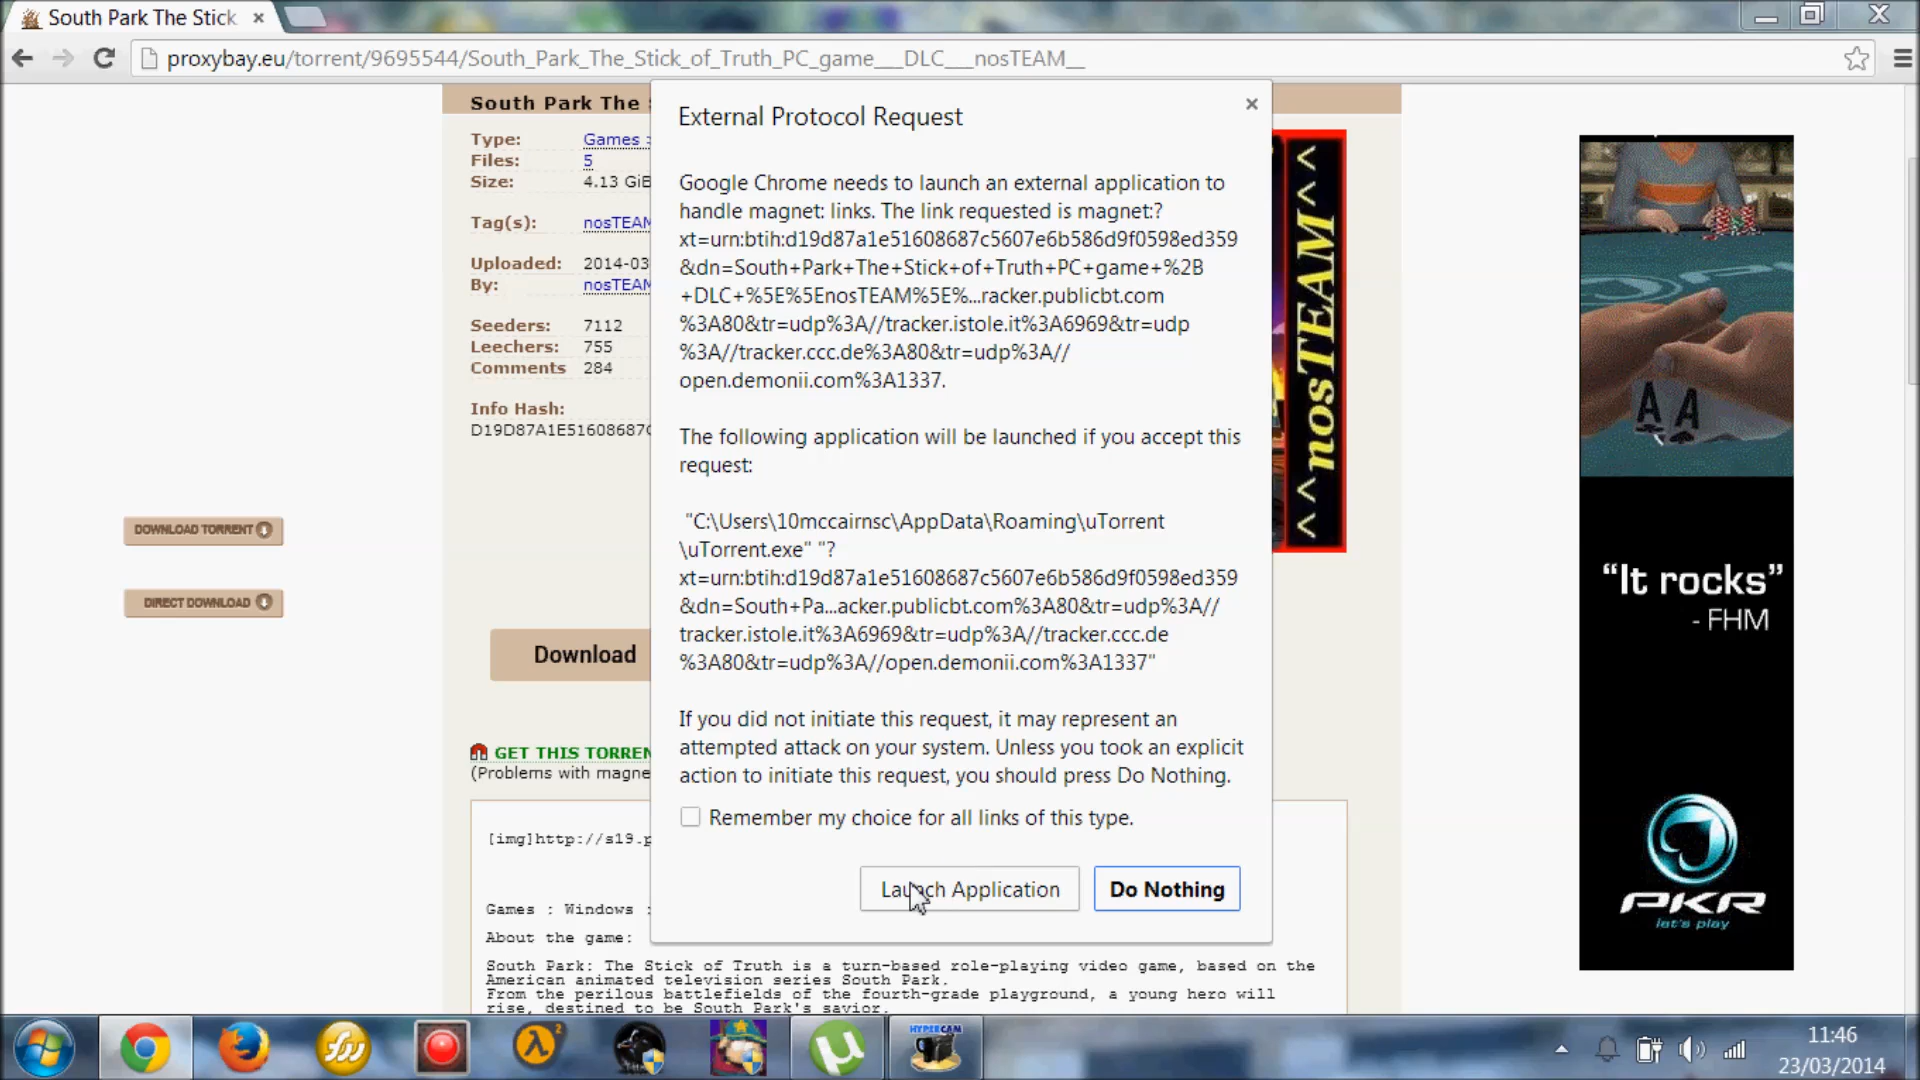 South Park The Stick
proxybay.eu/torrent/9695544/South_Park_The_Stick_of_Truth_PC_game___DLC___nosTEAM__
South Park The
Type: Games
Files: 5
Size: 4.13 GiB
Tag(s): nosTEAM
Uploaded: 2014-03
By: nosTEAM
Seeders: 7112
Leechers: 755
Comments 284
Info Hash:
D19D87A1E51608687C
DOWNLOAD TORRENT
DIRECT DOWNLOAD
Download
GET THIS TORREN
(Problems with magne
[img]http://s19.p
Games : Windows :
About the game:
South Park: The Stick of Truth is a turn-based role-playing video game, based on the
American animated television series South Park.
From the perilous battlefields of the fourth-grade playground, a young hero will
rise, destined to be South Park's savior.
External Protocol Request
Google Chrome needs to launch an external application to
handle magnet: links. The link requested is magnet:?
xt=urn:btih:d19d87a1e51608687c5607e6b586d9f0598ed359
&dn=South+Park+The+Stick+of+Truth+PC+game+%2B
+DLC+%5E%5EnosTEAM%5E%...racker.publicbt.com
%3A80&tr=udp%3A//tracker.istole.it%3A6969&tr=udp
%3A//tracker.ccc.de%3A80&tr=udp%3A//
open.demonii.com%3A1337.
The following application will be launched if you accept this
request:
"C:\Users\10mccairnsc\AppData\Roaming\uTorrent
\uTorrent.exe" "?
xt=urn:btih:d19d87a1e51608687c5607e6b586d9f0598ed359
&dn=South+Pa...acker.publicbt.com%3A80&tr=udp%3A//
tracker.istole.it%3A6969&tr=udp%3A//tracker.ccc.de
%3A80&tr=udp%3A//open.demonii.com%3A1337"
If you did not initiate this request, it may represent an
attempted attack on your system. Unless you took an explicit
action to initiate this request, you should press Do Nothing.
Remember my choice for all links of this type.
Launch Application
Do Nothing
^^nosTEAM^^
A A
“It rocks”
- FHM
PKR
let's play
HYPERCAM
11:46
23/03/2014